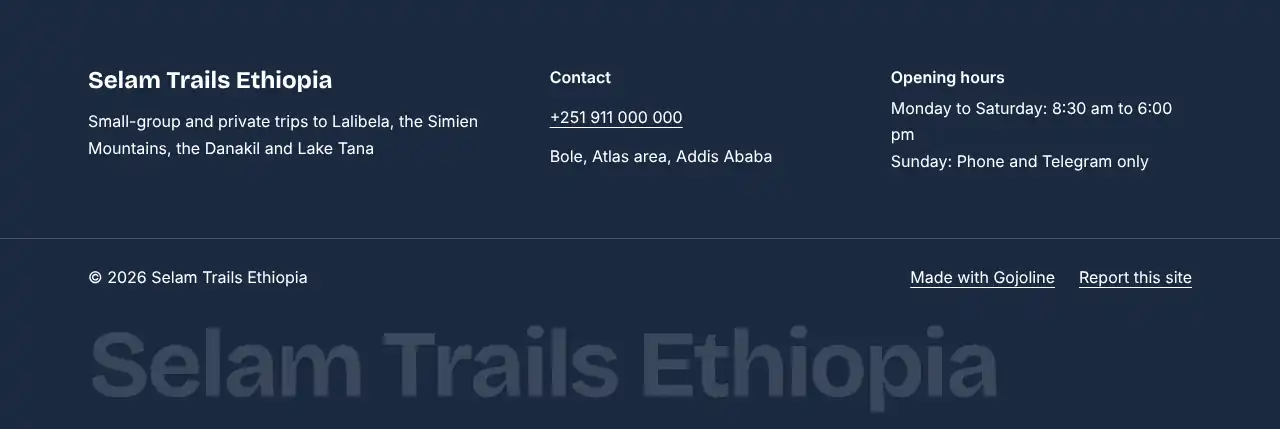 Selam Trails Ethiopia
Small-group and private trips to Lalibela, the Simien
Mountains, the Danakil and Lake Tana
Contact
+251 911 000 000
Bole, Atlas area, Addis Ababa
Opening hours
Monday to Saturday: 8:30 am to 6:00
pm
Sunday: Phone and Telegram only
© 2026 Selam Trails Ethiopia
Made with Gojoline
Report this site
Selam Trails Ethiopia